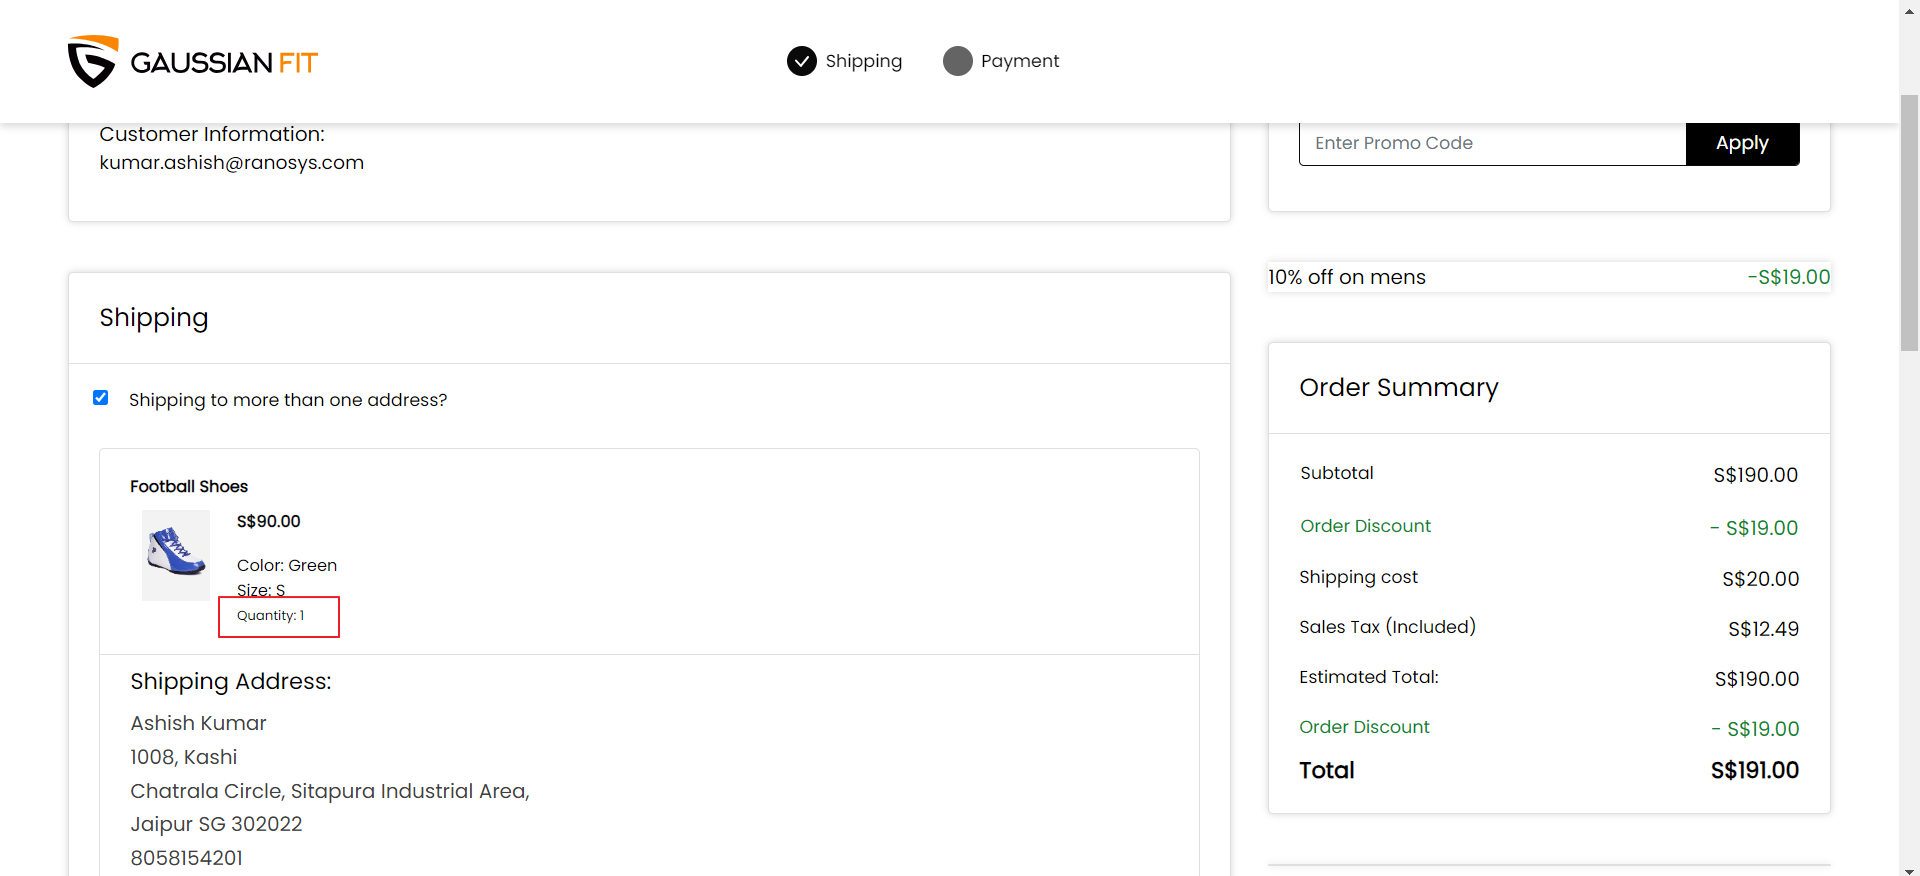 GAUSSIAN FIT
Shipping
Payment
Customer Information:
kumar.ashish@ranosys.com
Enter Promo Code
Apply
10% off on mens
-S$19.00
Shipping
Shipping to more than one address?
Football Shoes
S$90.00
Color: Green
Size: S
Quantity: 1
Shipping Address:
Ashish Kumar
1008, Kashi
Chatrala Circle, Sitapura Industrial Area,
Jaipur SG 302022
8058154201
Order Summary
Subtotal S$190.00
Order Discount - S$19.00
Shipping cost S$20.00
Sales Tax (Included) S$12.49
Estimated Total: S$190.00
Order Discount - S$19.00
Total S$191.00